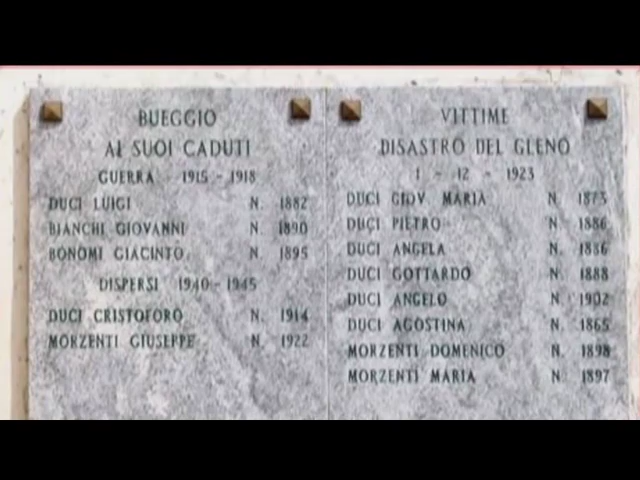 BUEGGIO
AI SUOI CADUTI
GUERRA 1915-1918
DUCI LUIGI N. 1882
BIANCHI GIOVANNI N. 1890
BONOMI GIACINTO N. 1895
DISPERSI 1940-1945
DUCI CRISTOFORO N. 1914
MORZENTI GIUSEPPE N. 1922
VITTIME
DISASTRO DEL GLENO
1 - 12 - 1923
DUCI GIOV MARIA N. 1873
DUCI PIETRO N. 1886
DUCI ANGELA N. 1886
DUCI GOTTARDO N. 1888
DUCI ANGELO N. 1902
DUCI AGOSTINA N. 1865
MORZENTI DOMENICO N. 1898
MORZENTI MARIA N 1897